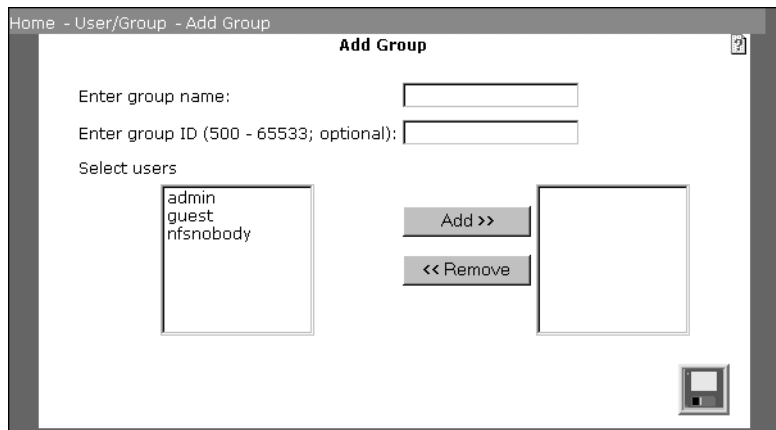 Home - User/Group - Add Group
Add Group
?
Enter group name:
Enter group ID (500 - 65533; optional):
Select users
admin
guest
nfsnobody
Add >>
<< Remove